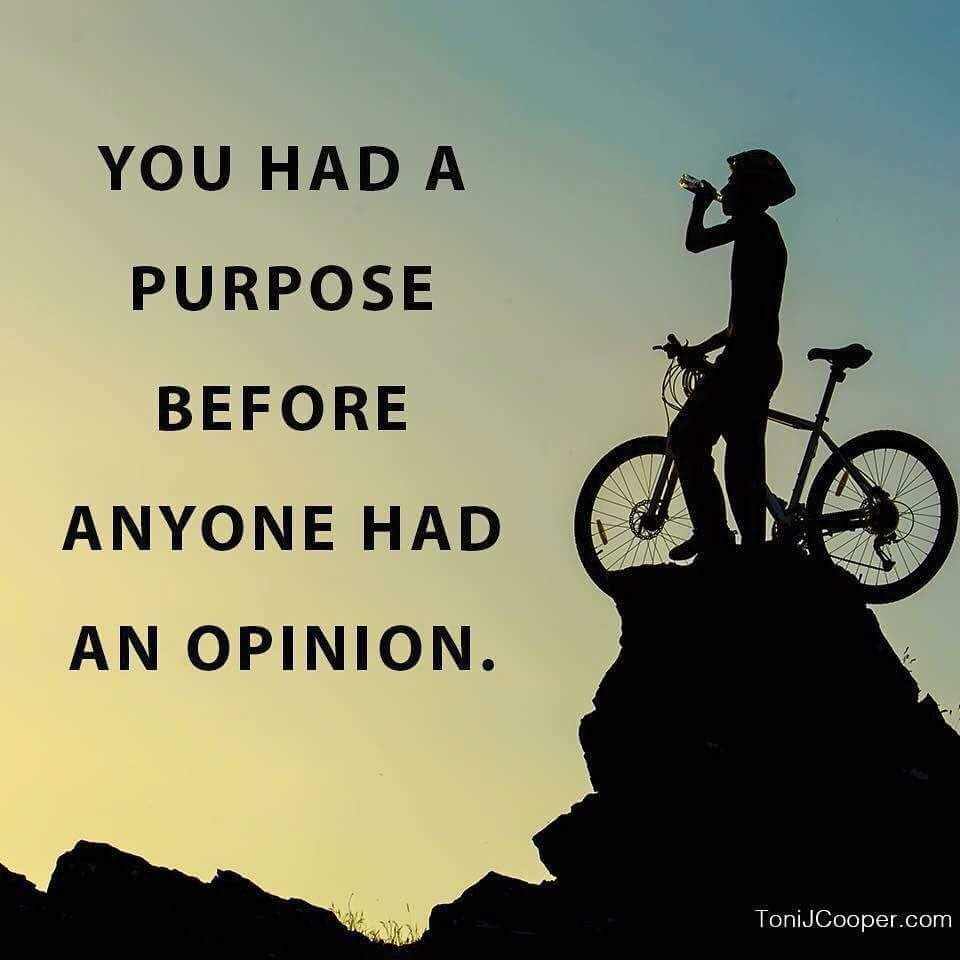 YOU HAD A
PURPOSE
BEFORE
ANYONE HAD
AN OPINION.
ToniJCooper.com